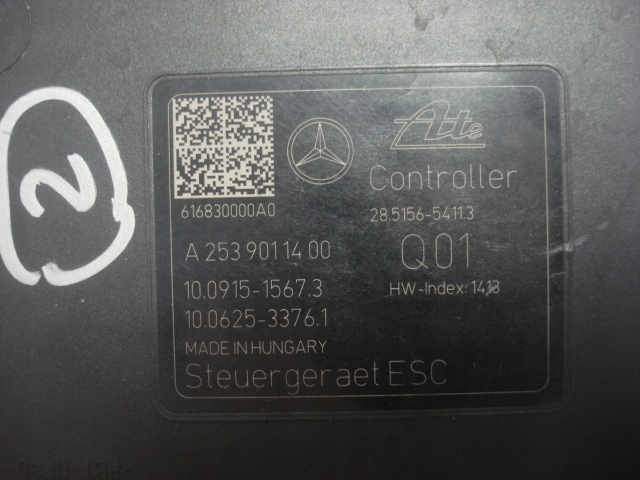 2
Ate
Controller
616830000A0
28.5156-5411.3
A 253 901 14 00
Q01
10.0915-1567.3
HW-Index: 1413
10.0625-3376.1
MADE IN HUNGARY
Steuergeraet ESC